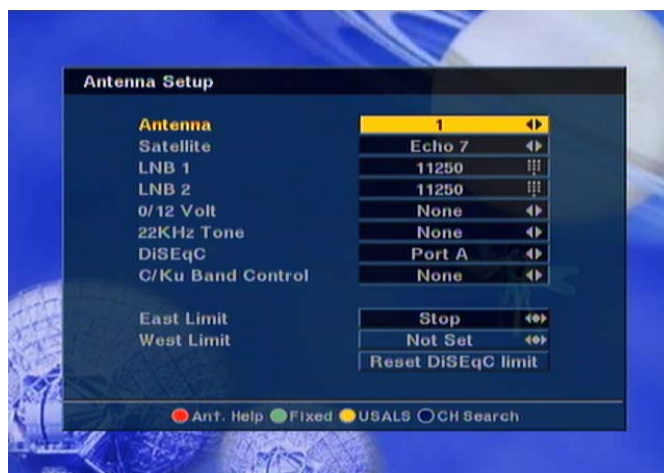 Antenna Setup
Antenna 1
Satellite Echo 7
LNB 1 11250
LNB 2 11250
0/12 Volt None
22KHz Tone None
DiSEqC Port A
C/Ku Band Control None
East Limit Stop
West Limit Not Set
Reset DiSEqC limit
Ant. Help Fixed USALS CH Search